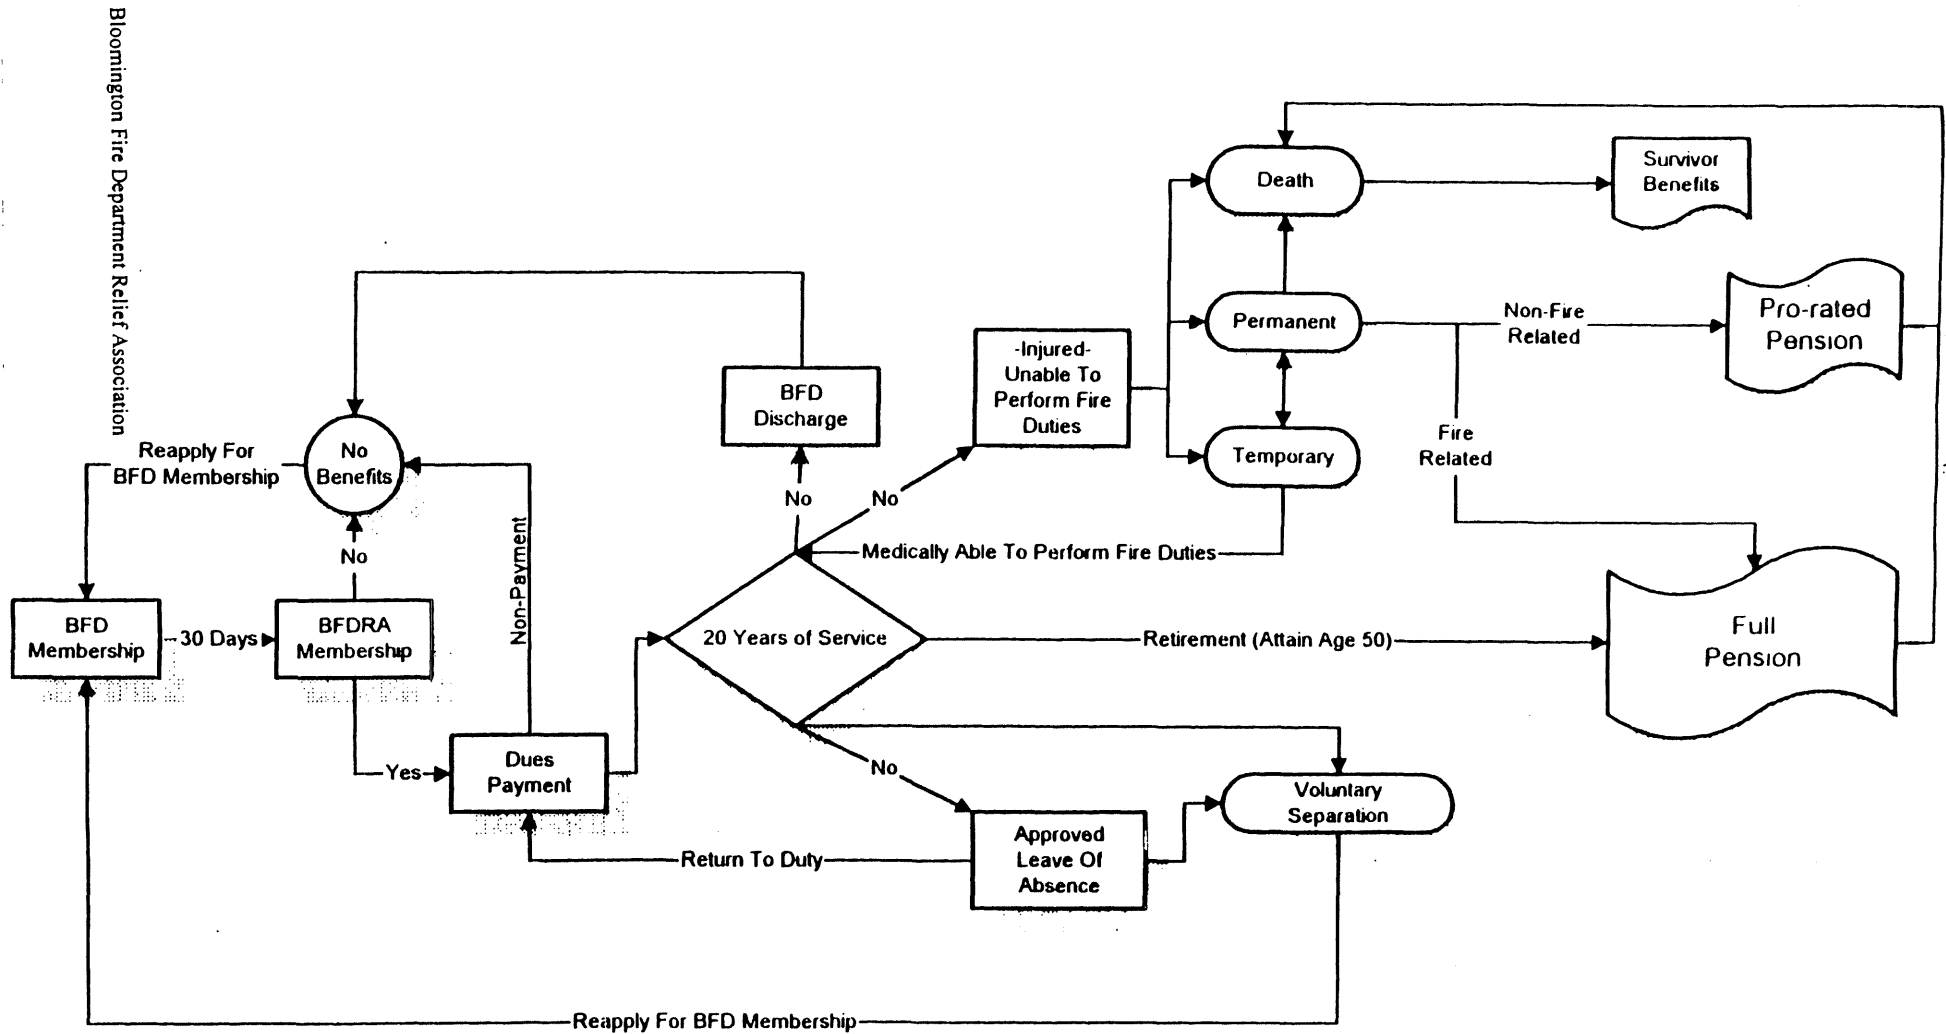 Bloomington Fire Department Relief Association
Death
Survivor
Benefits
Permanent
Non-Fire
Related
Pro-rated
Pension
-Injured-
Unable To
Perform Fire
Duties
BFD
Discharge
Temporary
Fire
Related
Reapply For
BFD Membership
No
Benefits
No
No
No
Medically Able To Perform Fire Duties
Non-Payment
BFD
Membership
30 Days
BFDRA
Membership
20 Years of Service
Retirement (Attain Age 50)
Full
Pension
Yes
Dues
Payment
No
Voluntary
Separation
Return To Duty
Approved
Leave Of
Absence
Reapply For BFD Membership